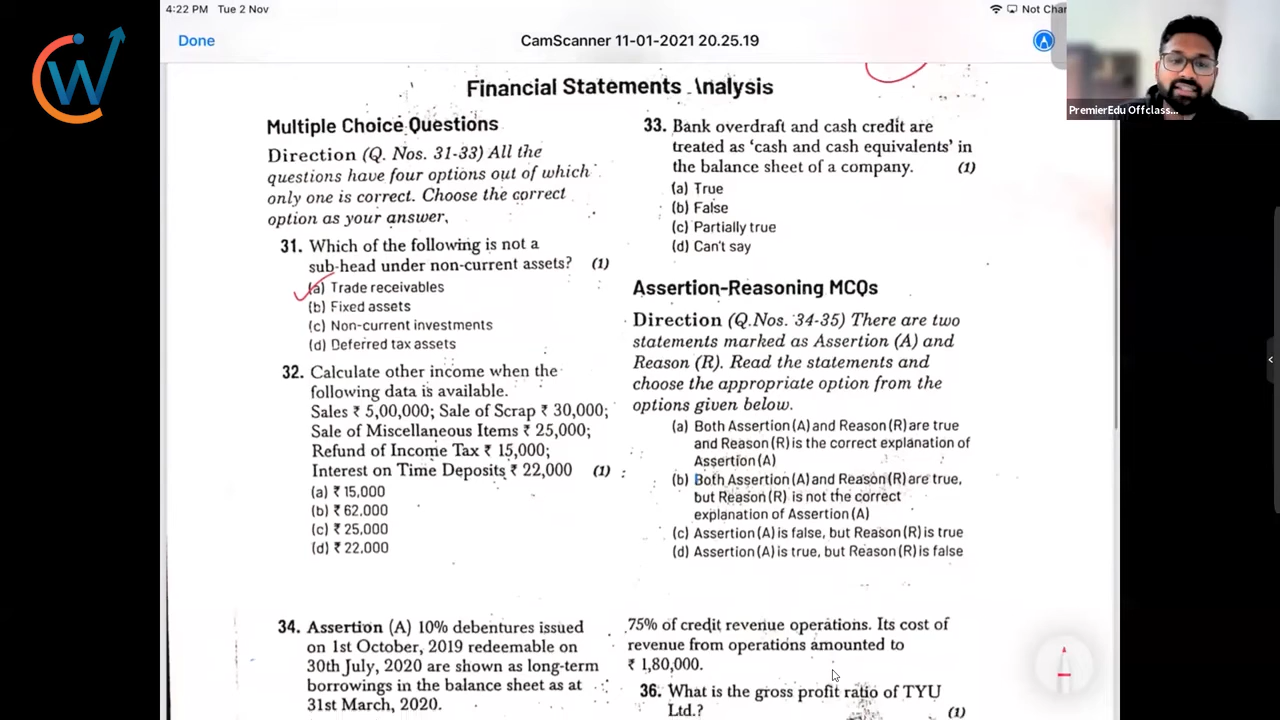 4:22 PM Tue 2 Nov
Not Char
Done
CamScanner 11-01-2021 20.25.19
PremierEdu Offclass...
W
Financial Statements Analysis
Multiple Choice Questions
Direction (Q. Nos. 31-33) All the
questions have four options out of which
only one is correct. Choose the correct
option as your answer.
31. Which of the following is not a
sub-head under non-current assets? (1)
(a) Trade receivables
(b) Fixed assets
(c) Non-current investments
(d) Deferred tax assets
32. Calculate other income when the
following data is available.
Sales ₹ 5,00,000; Sale of Scrap ₹ 30,000;
Sale of Miscellaneous Items ₹ 25,000;
Refund of Income Tax ₹ 15,000;
Interest on Time Deposits ₹ 22,000 (1)
(a) ₹ 15,000
(b) ₹ 62,000
(c) ₹ 25,000
(d) ₹ 22,000
33. Bank overdraft and cash credit are
treated as 'cash and cash equivalents' in
the balance sheet of a company. (1)
(a) True
(b) False
(c) Partially true
(d) Can't say
Assertion-Reasoning MCQs
Direction (Q.Nos. 34-35) There are two
statements marked as Assertion (A) and
Reason (R). Read the statements and
choose the appropriate option from the
options given below.
(a) Both Assertion (A) and Reason (R) are true
and Reason (R) is the correct explanation of
Assertion (A)
(b) Both Assertion (A) and Reason (R) are true,
but Reason (R) is not the correct
explanation of Assertion (A)
(c) Assertion (A) is false, but Reason (R) is true
(d) Assertion (A) is true, but Reason (R) is false
34. Assertion (A) 10% debentures issued
on 1st October, 2019 redeemable on
30th July, 2020 are shown as long-term
borrowings in the balance sheet as at
31st March, 2020.
75% of credit revenue operations. Its cost of
revenue from operations amounted to
₹ 1,80,000.
36. What is the gross profit ratio of TYU
Ltd.? (1)